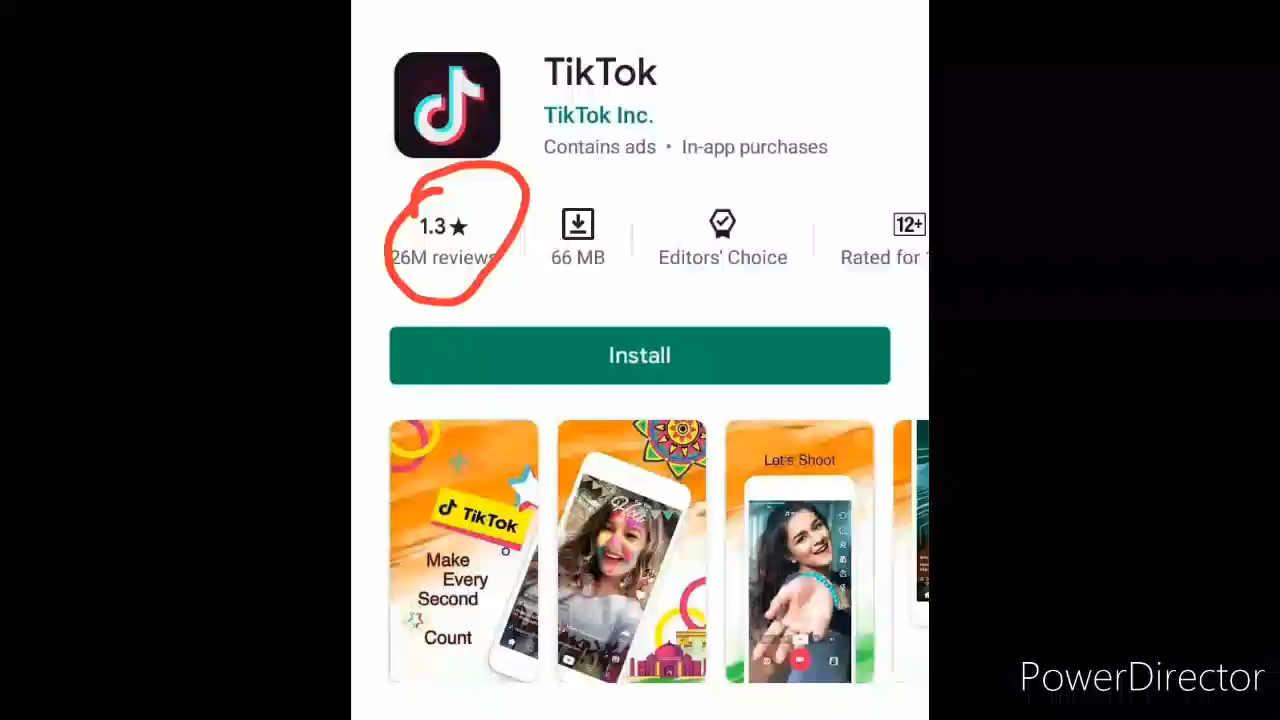 TikTok
TikTok Inc.
Contains ads • In-app purchases
1.3★
26M reviews
66 MB
Editors' Choice
12+
Rated for
Install
TikTok
Make
Every
Second
Count
Let's Shoot
PowerDirector